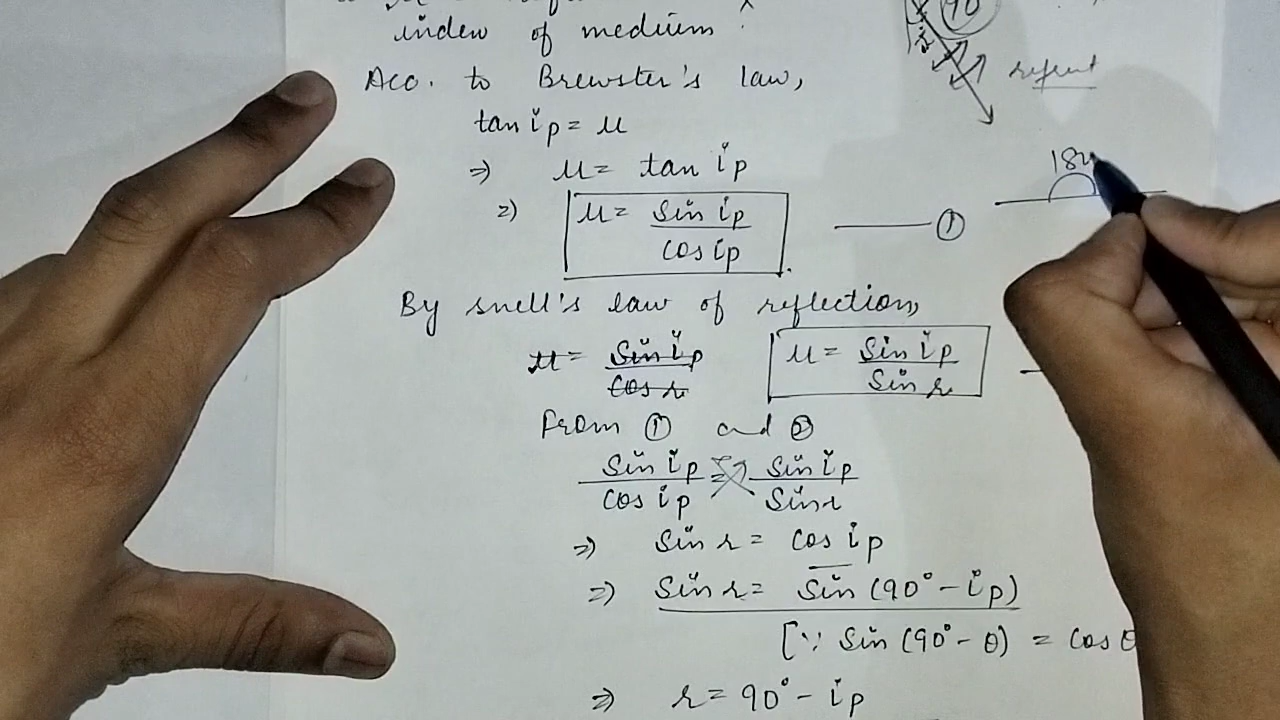 index of medium
Acc. to Brewster's law,
tan ip = μ
⇒ μ = tan ip
⇒ μ = sin ip / cos ip ——— ①
By snell's law of reflection,
μ = sin ip / cos r
μ = sin ip / sin r
From ① and ②
sin ip / cos ip = sin ip / sin r
⇒ sin r = cos ip
⇒ sin r = sin (90° - ip)
[∵ sin (90° - θ) = cos θ
⇒ r = 90° - ip
90
180